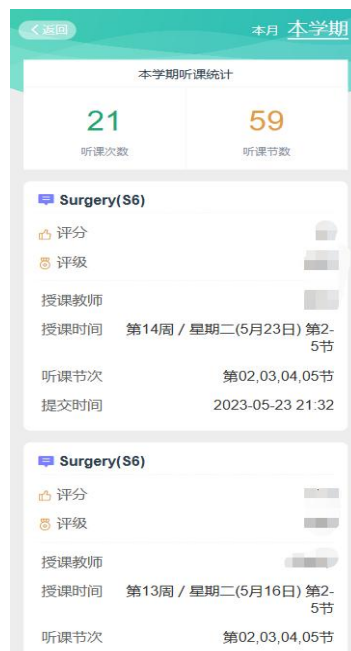 返回
本月 本学期
本学期听课统计
21 59
听课次数 听课节数
Surgery(S6)
评分
评级
授课教师
授课时间 第14周 / 星期二(5月23日) 第2-
5节
听课节次 第02,03,04,05节
提交时间 2023-05-23 21:32
Surgery(S6)
评分
评级
授课教师
授课时间 第13周 / 星期二(5月16日) 第2-
5节
听课节次 第02,03,04,05节